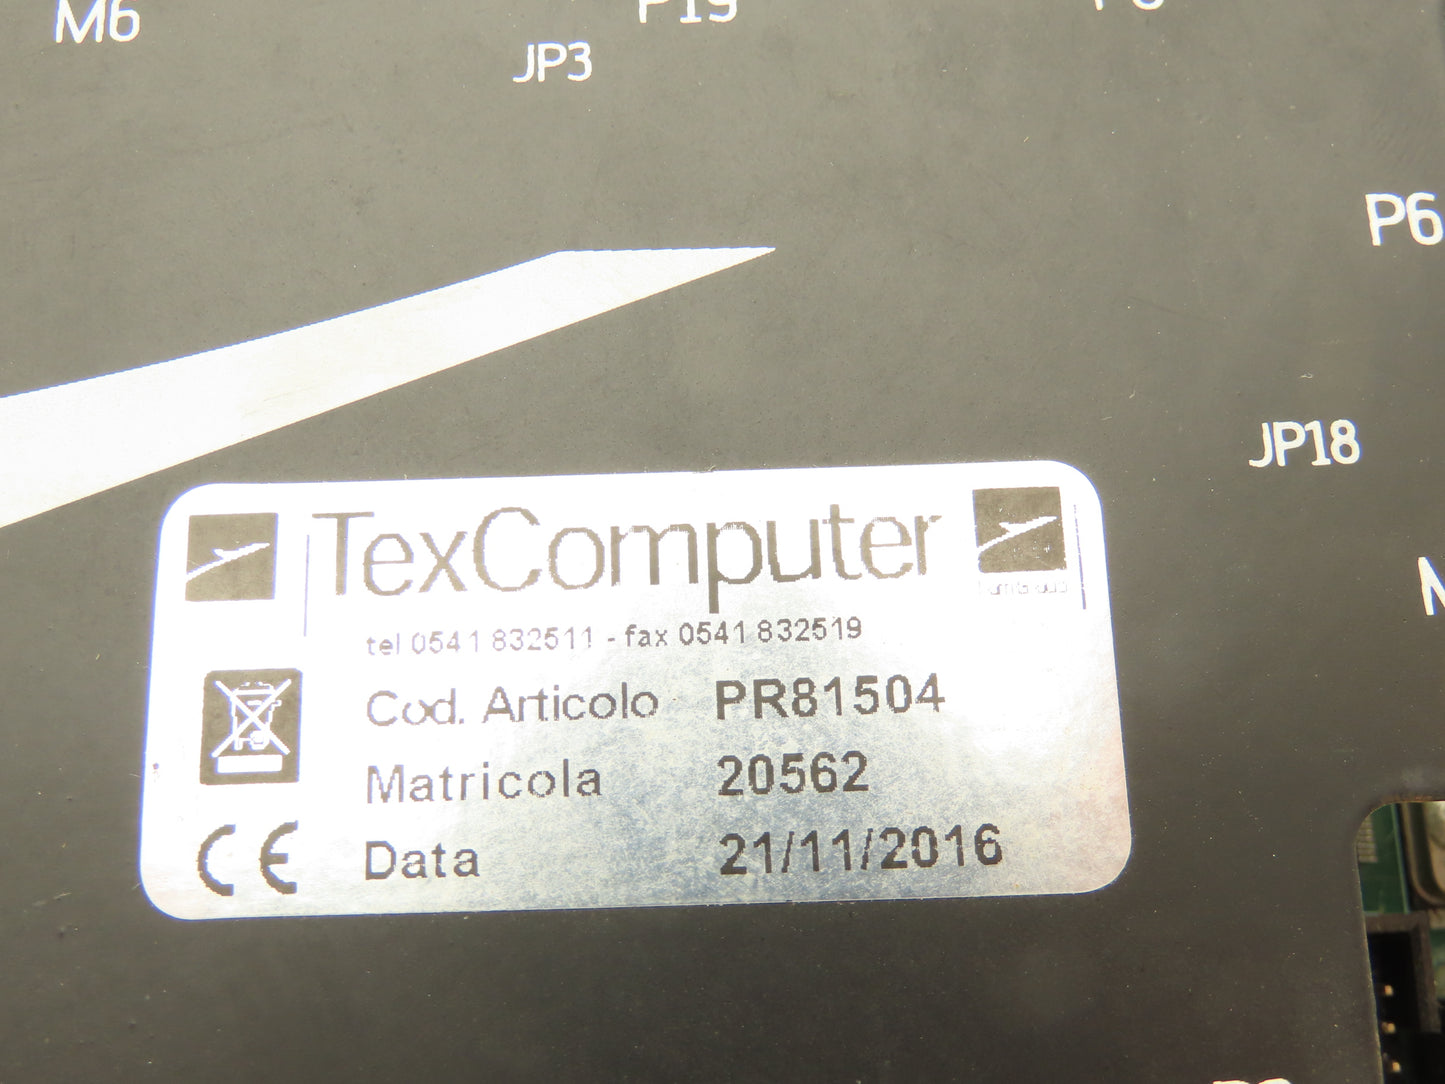 M6
P19
JP3
P6
JP18
TexComputer
tel 0541 832511 - fax 0541 832519
Cod. Articolo PR81504
Matricola 20562
CE Data 21/11/2016